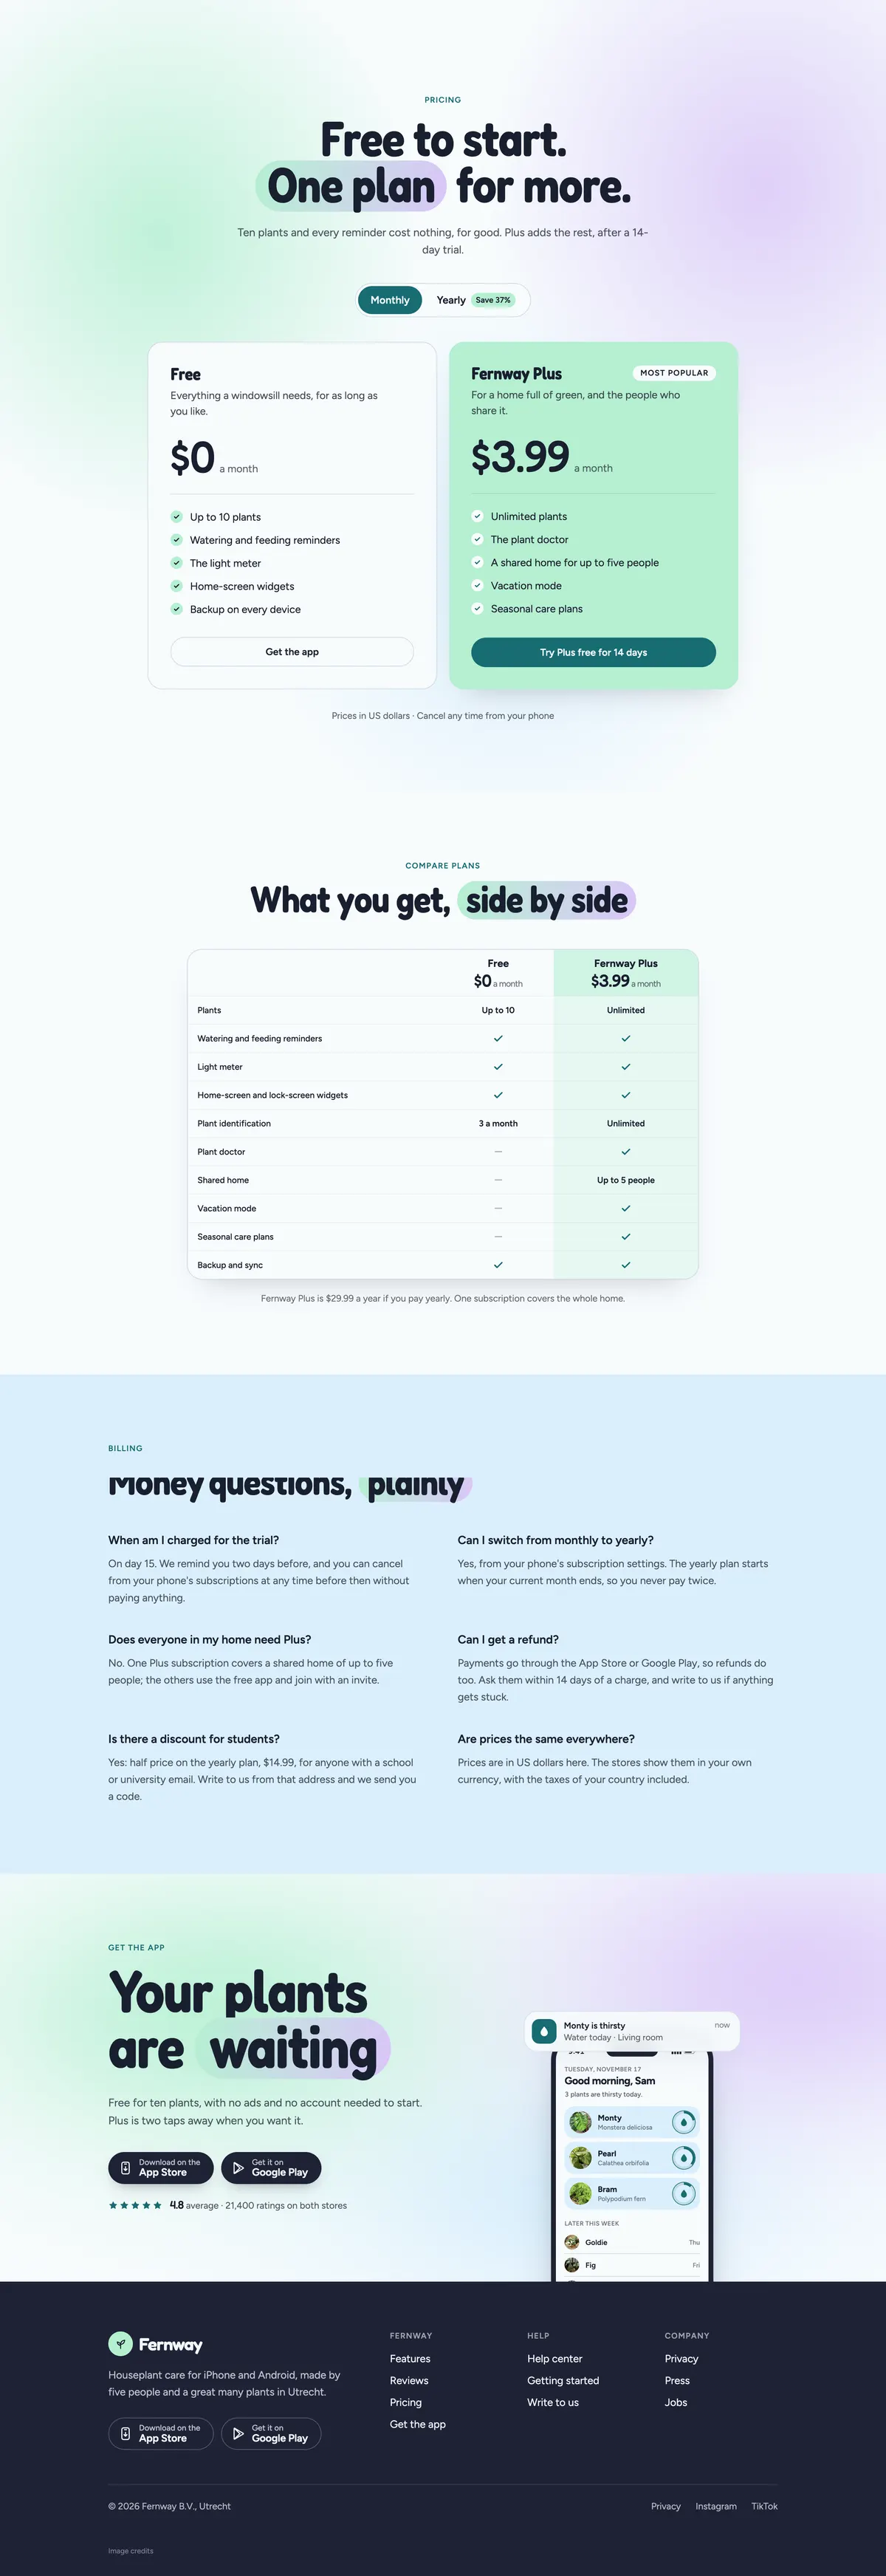 PRICING
Free to start.
One plan for more.
Ten plants and every reminder cost nothing, for good. Plus adds the rest, after a 14-
day trial.
Monthly
Yearly Save 37%
Free
Everything a windowsill needs, for as long as
you like.
$0 a month
Up to 10 plants
Watering and feeding reminders
The light meter
Home-screen widgets
Backup on every device
Get the app
Fernway Plus
MOST POPULAR
For a home full of green, and the people who
share it.
$3.99 a month
Unlimited plants
The plant doctor
A shared home for up to five people
Vacation mode
Seasonal care plans
Try Plus free for 14 days
Prices in US dollars · Cancel any time from your phone
COMPARE PLANS
What you get, side by side
Free Fernway Plus
$0 a month $3.99 a month
Plants Up to 10 Unlimited
Watering and feeding reminders
Light meter
Home-screen and lock-screen widgets
Plant identification 3 a month Unlimited
Plant doctor —
Shared home — Up to 5 people
Vacation mode —
Seasonal care plans —
Backup and sync
Fernway Plus is $29.99 a year if you pay yearly. One subscription covers the whole home.
BILLING
Money questions, plainly
When am I charged for the trial?
On day 15. We remind you two days before, and you can cancel
from your phone's subscriptions at any time before then without
paying anything.
Can I switch from monthly to yearly?
Yes, from your phone's subscription settings. The yearly plan starts
when your current month ends, so you never pay twice.
Does everyone in my home need Plus?
No. One Plus subscription covers a shared home of up to five
people; the others use the free app and join with an invite.
Can I get a refund?
Payments go through the App Store or Google Play, so refunds do
too. Ask them within 14 days of a charge, and write to us if anything
gets stuck.
Is there a discount for students?
Yes: half price on the yearly plan, $14.99, for anyone with a school
or university email. Write to us from that address and we send you
a code.
Are prices the same everywhere?
Prices are in US dollars here. The stores show them in your own
currency, with the taxes of your country included.
GET THE APP
Your plants
are waiting
Free for ten plants, with no ads and no account needed to start.
Plus is two taps away when you want it.
Download on the
App Store
Get it on
Google Play
4.8 average · 21,400 ratings on both stores
Monty is thirsty now
Water today · Living room
9:41
TUESDAY, NOVEMBER 17
Good morning, Sam
3 plants are thirsty today.
Monty
Monstera deliciosa
Pearl
Calathea orbifolia
Bram
Polypodium fern
LATER THIS WEEK
Goldie Thu
Fig Fri
Fernway
Houseplant care for iPhone and Android, made by
five people and a great many plants in Utrecht.
Download on the
App Store
Get it on
Google Play
FERNWAY
Features
Reviews
Pricing
Get the app
HELP
Help center
Getting started
Write to us
COMPANY
Privacy
Press
Jobs
© 2026 Fernway B.V., Utrecht
Privacy Instagram TikTok
Image credits